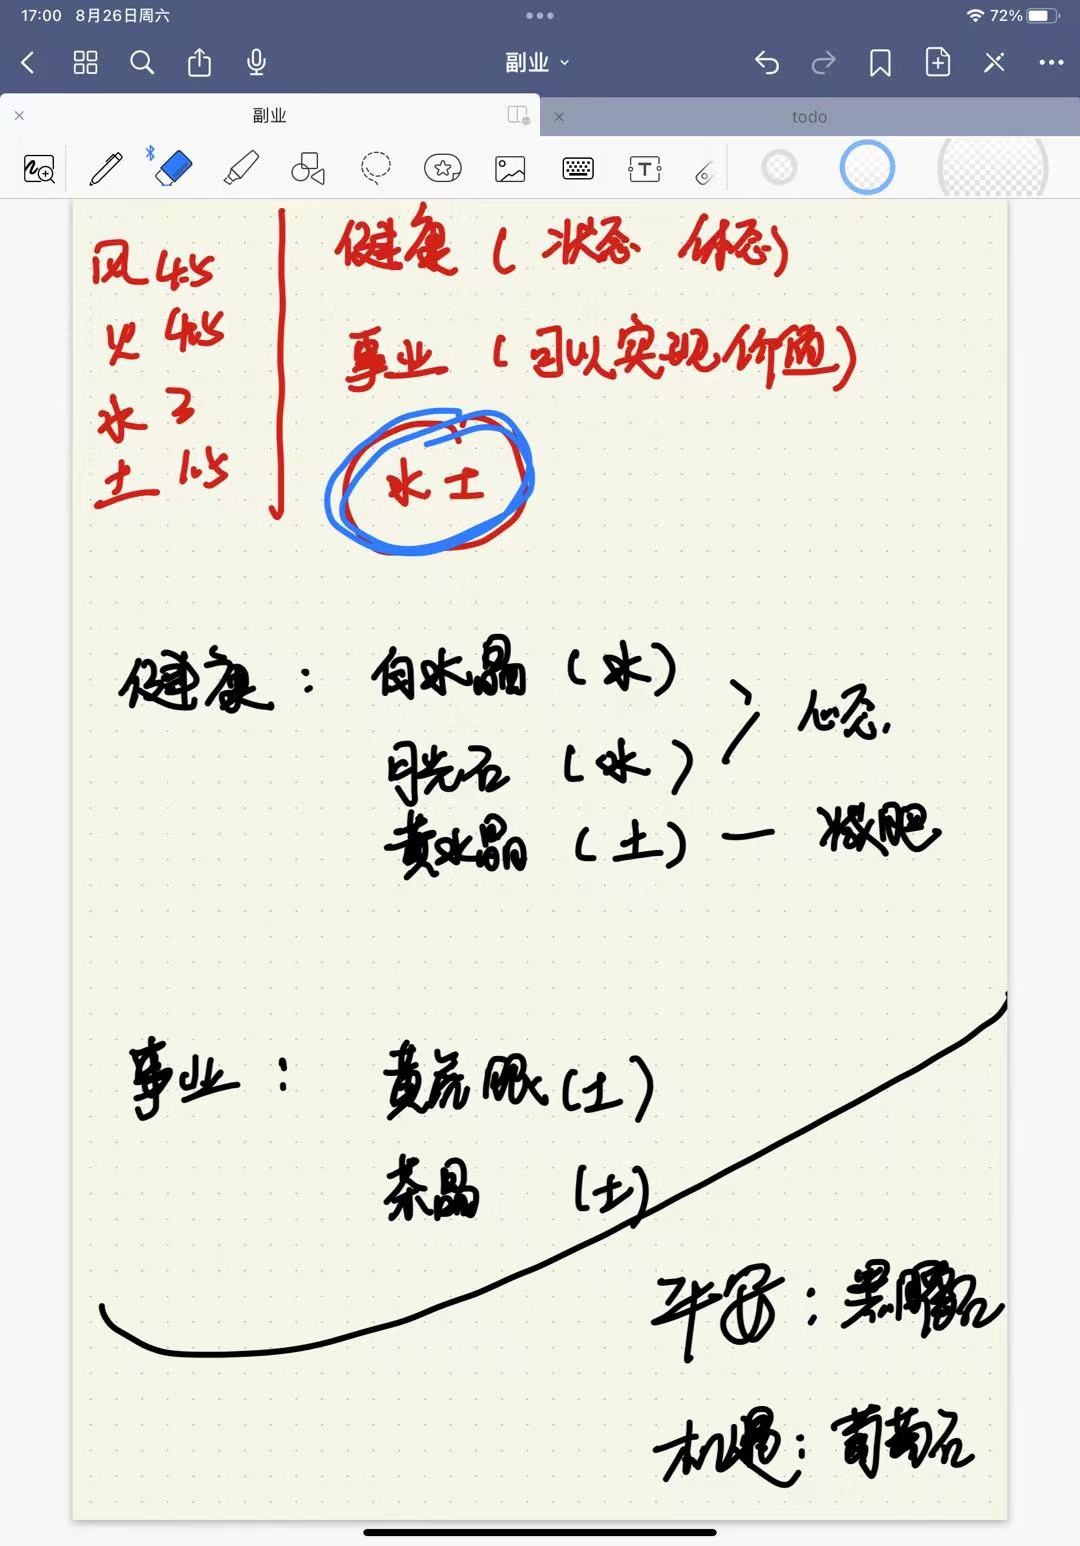 17:00 8月26日周六
72%
副业
副业
todo
T
风 4.5
火 4.5
水 3
土 1.5
健康（状态 体态）
事业（可以实现价值）
水土
健康：白水晶（水）
月光石（水）
心态.
黄水晶（土）— 减肥
事业：黄虎眼（土）
茶晶（土）
平安：黑曜石
机遇：葡萄石